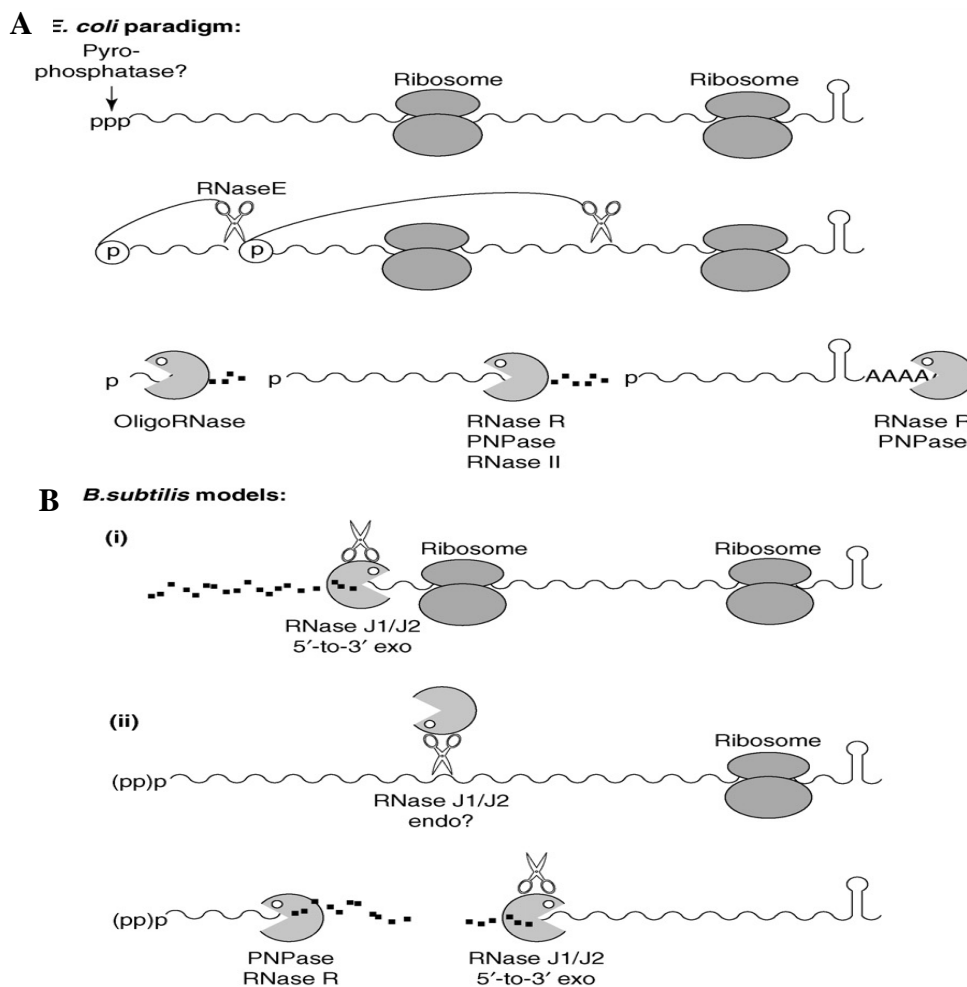 A E. coli paradigm:
Pyro-
phosphatase?
ppp
Ribosome Ribosome
RNaseE
p p
p p p AAAA
OligoRNase RNase R RNase R
PNPase PNPase
RNase II
B B.subtilis models:
(i)
Ribosome Ribosome
RNase J1/J2
5′-to-3′ exo
(ii)
Ribosome
(pp)p
RNase J1/J2
endo?
(pp)p
PNPase RNase J1/J2
RNase R 5′-to-3′ exo